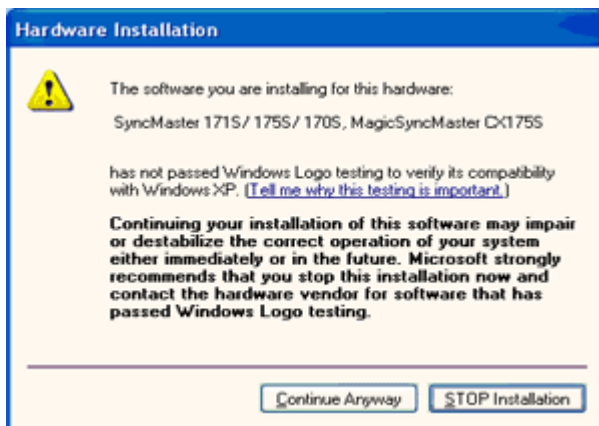 Hardware Installation
The software you are installing for this hardware:
SyncMaster 171S/ 175S/ 170S, MagicSyncMaster CX175S
has not passed Windows Logo testing to verify its compatibility
with Windows XP. (Tell me why this testing is important.)
Continuing your installation of this software may impair
or destabilize the correct operation of your system
either immediately or in the future. Microsoft strongly
recommends that you stop this installation now and
contact the hardware vendor for software that has
passed Windows Logo testing.
Continue Anyway
STOP Installation